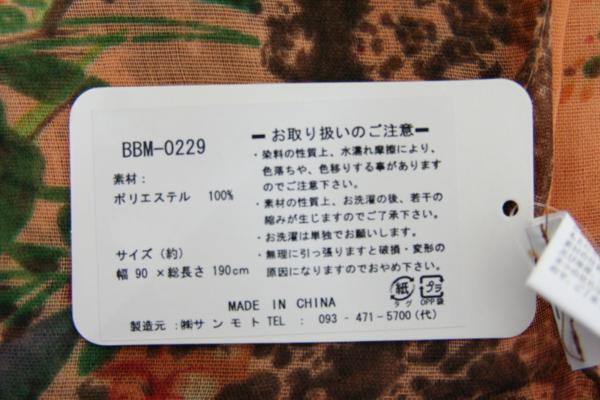 BBM-0229
素材：
ポリエステル 100%
サイズ（約）
幅 90 ×総長さ 190cm
ー お取り扱いのご注意ー
・染料の性質上、水濡れ摩擦により、
色落ちや、色移りする事があります
のでご注意下さい。
・素材の性質上、お洗濯の後、若干の
縮みが生じますのでご了承下さい。
・お洗濯は単独でお願いします。
・無理に引っ張りますと破損・変形の
原因になりますのでおやめ下さい。
紙
タグ
プラ
OPP袋
MADE IN CHINA
製造元 :㈱サンモト TEL : 093 - 471-5700(代)